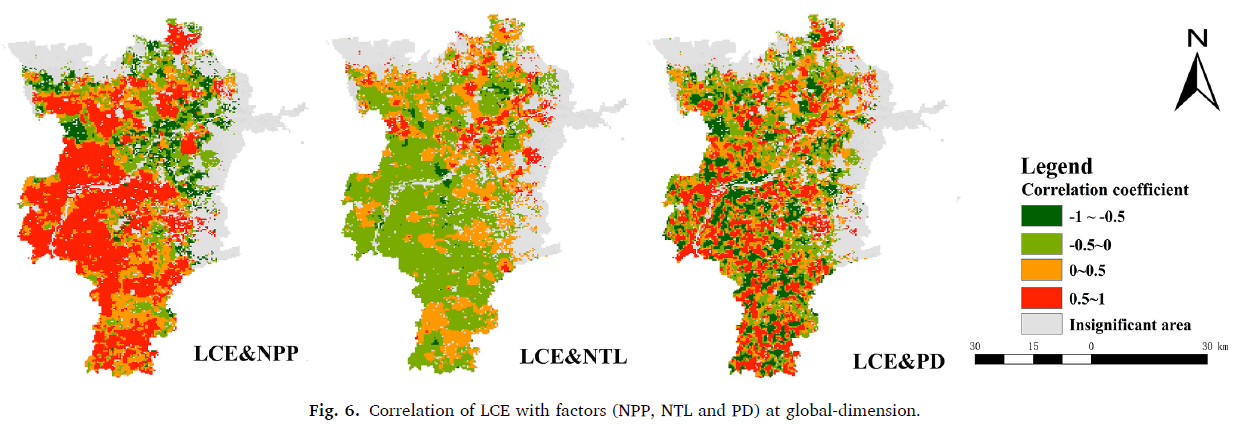 N
Legend
Correlation coefficient
-1 ~ -0.5
-0.5~0
0~0.5
0.5~1
Insignificant area
LCE&NPP
LCE&NTL
LCE&PD
30 15 0 30 km
Fig. 6. Correlation of LCE with factors (NPP, NTL and PD) at global-dimension.